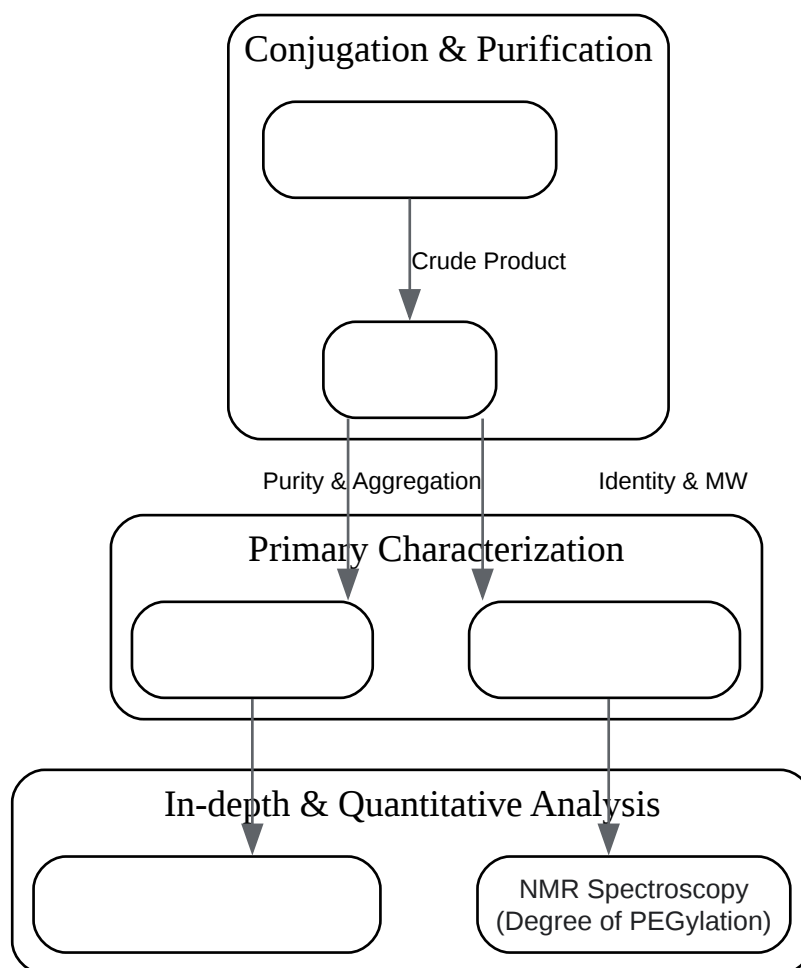 Conjugation & Purification
Crude Product
Purity & Aggregation
Identity & MW
Primary Characterization
In-depth & Quantitative Analysis
NMR Spectroscopy
(Degree of PEGylation)